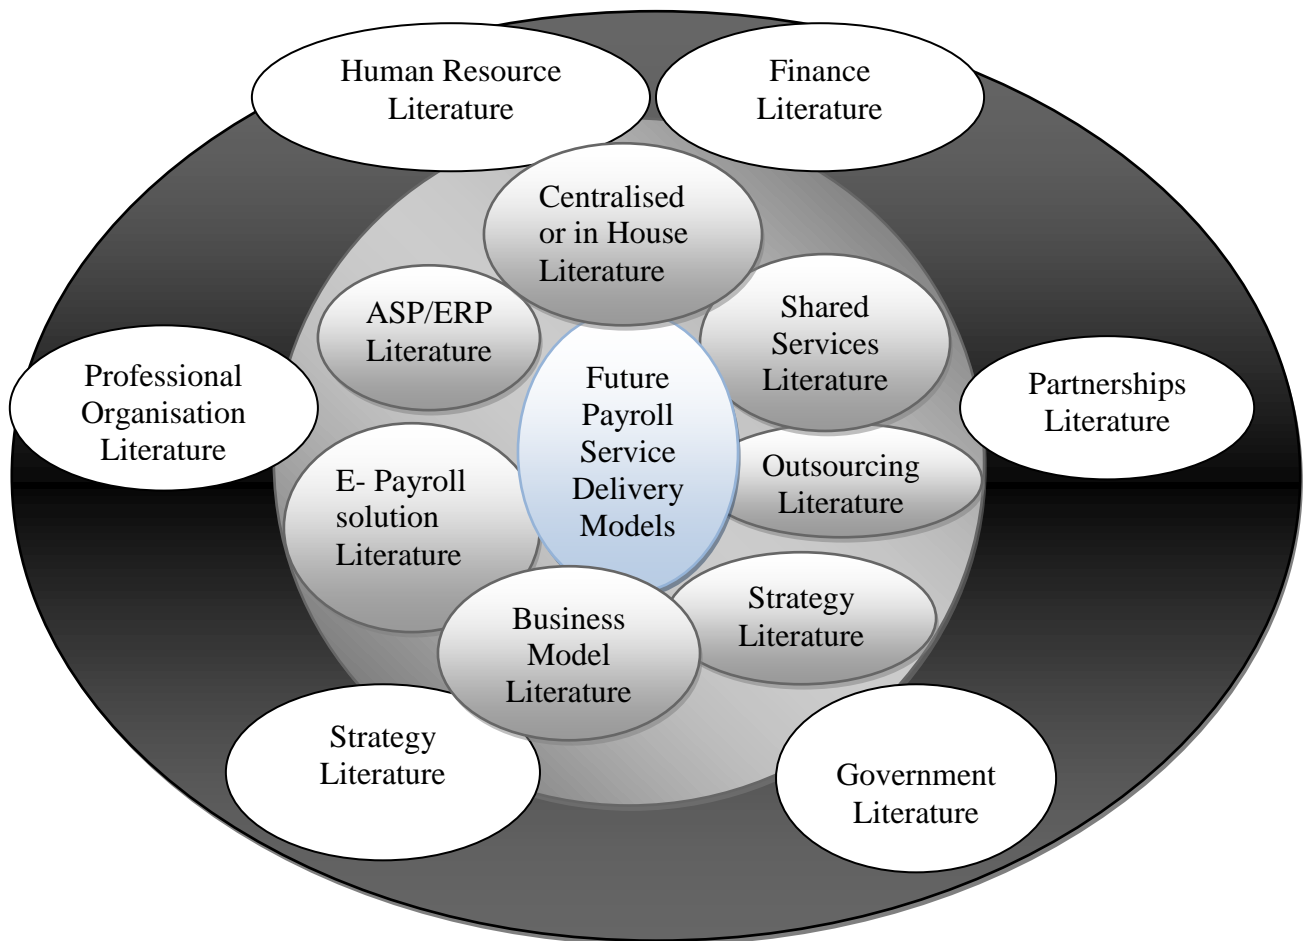 Human Resource
Literature
Finance
Literature
Centralised
or in House
Literature
ASP/ERP
Literature
Shared
Services
Literature
Professional
Organisation
Literature
Future
Payroll
Service
Delivery
Models
Partnerships
Literature
E- Payroll
solution
Literature
Outsourcing
Literature
Business
Model
Literature
Strategy
Literature
Strategy
Literature
Government
Literature